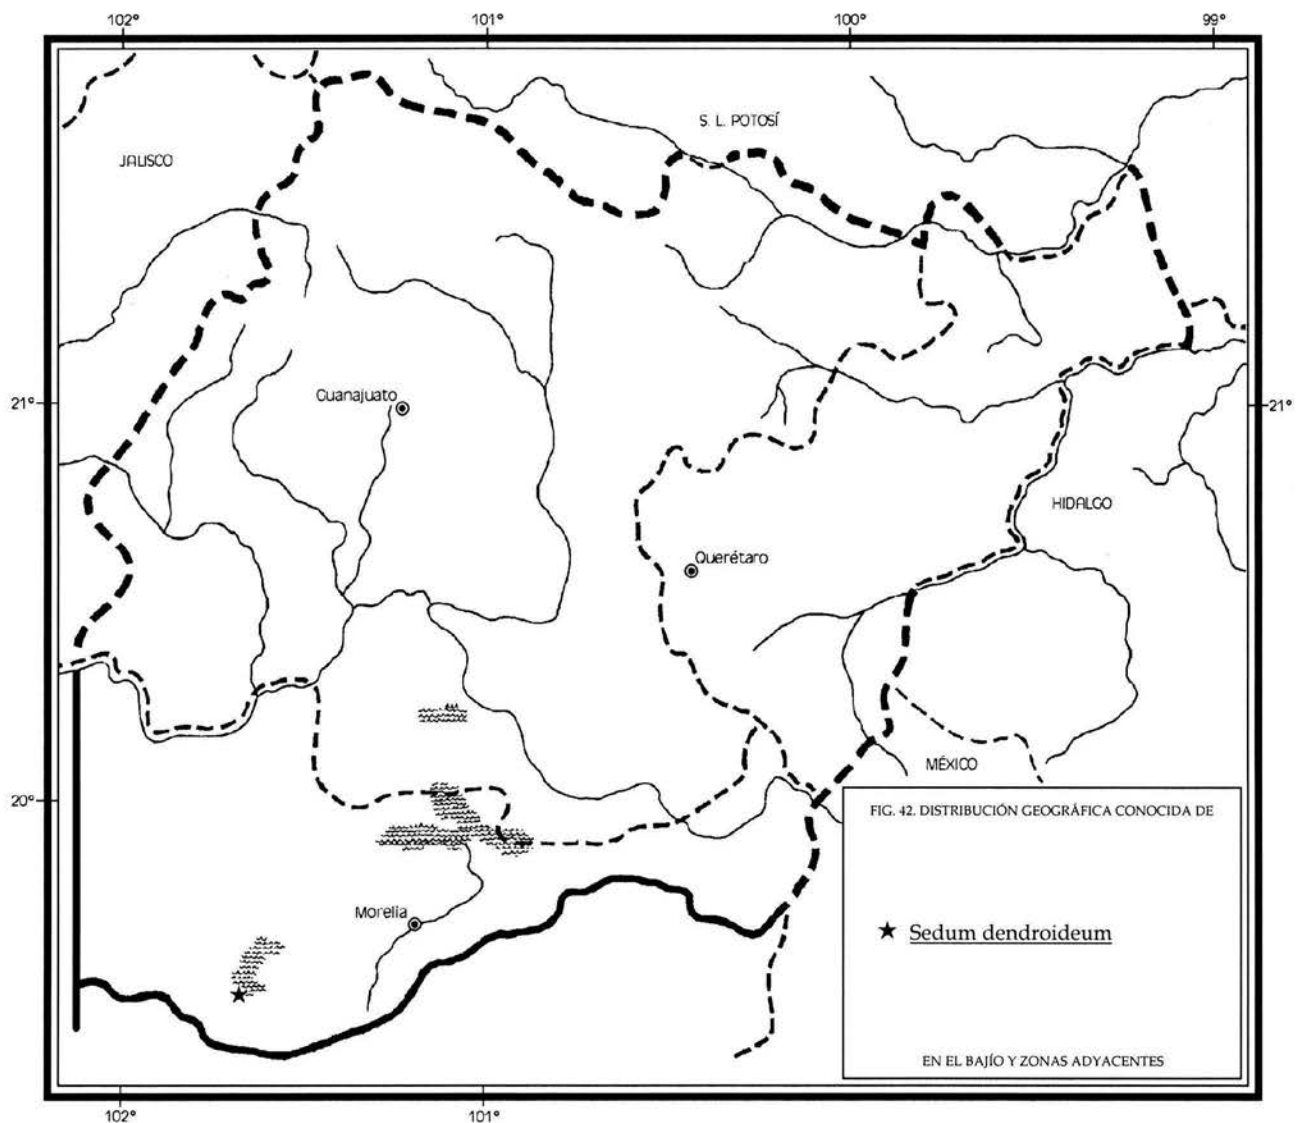 102° 101° 100° 99°
S. L. POTOSÍ
JALISCO
Guanajuato
21° 21°
HIDALGO
Querétaro
MÉXICO
20°
FIG. 42. DISTRIBUCIÓN GEOGRÁFICA CONOCIDA DE
Morelia
★ Sedum dendroideum
EN EL BAJÍO Y ZONAS ADYACENTES
102° 101°